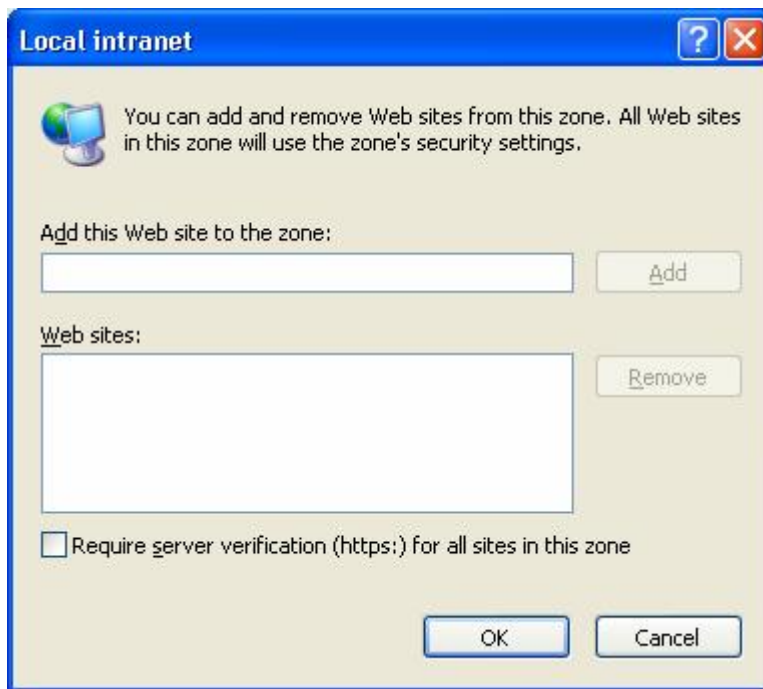 Local intranet
You can add and remove Web sites from this zone. All Web sites
in this zone will use the zone's security settings.
Add this Web site to the zone:
Add
Web sites:
Remove
Require server verification (https:) for all sites in this zone
OK
Cancel